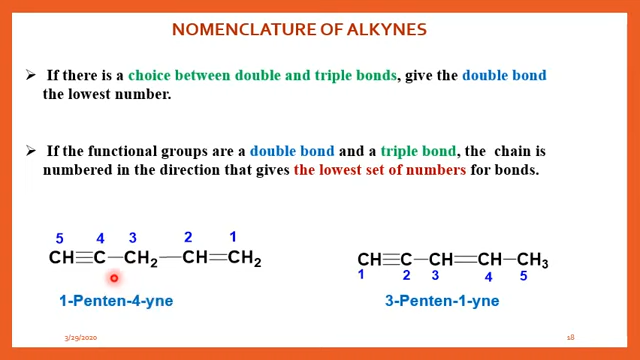 NOMENCLATURE OF ALKYNES
➢ If there is a choice between double and triple bonds, give the double bond
the lowest number.
➢ If the functional groups are a double bond and a triple bond, the chain is
numbered in the direction that gives the lowest set of numbers for bonds.
5 4 3 2 1
CH≡C—CH2—CH=CH2
1-Penten-4-yne
CH≡C—CH=CH—CH3
1 2 3 4 5
3-Penten-1-yne
3/29/2020
18